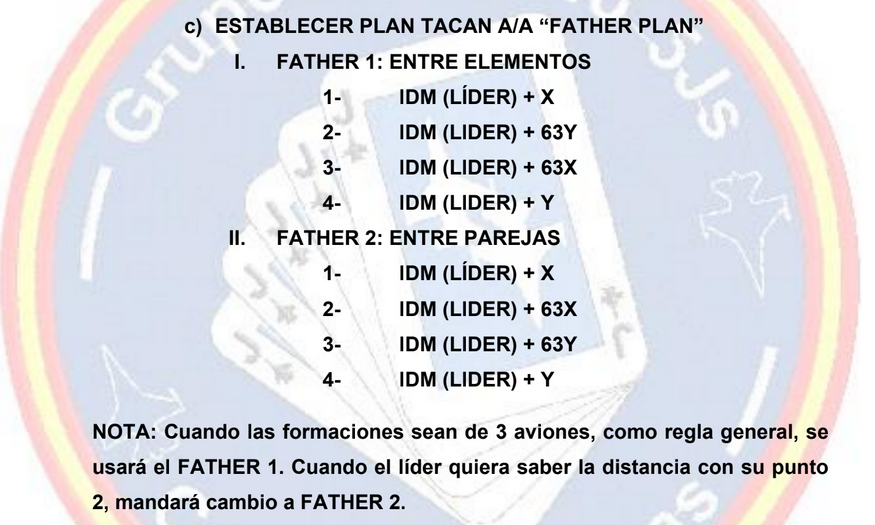 c) ESTABLECER PLAN TACAN A/A “FATHER PLAN”
I. FATHER 1: ENTRE ELEMENTOS
1- IDM (LÍDER) + X
2- IDM (LIDER) + 63Y
3- IDM (LIDER) + 63X
4- IDM (LIDER) + Y
II. FATHER 2: ENTRE PAREJAS
1- IDM (LÍDER) + X
2- IDM (LIDER) + 63X
3- IDM (LIDER) + 63Y
4- IDM (LIDER) + Y
NOTA: Cuando las formaciones sean de 3 aviones, como regla general, se
usará el FATHER 1. Cuando el líder quiera saber la distancia con su punto
2, mandará cambio a FATHER 2.